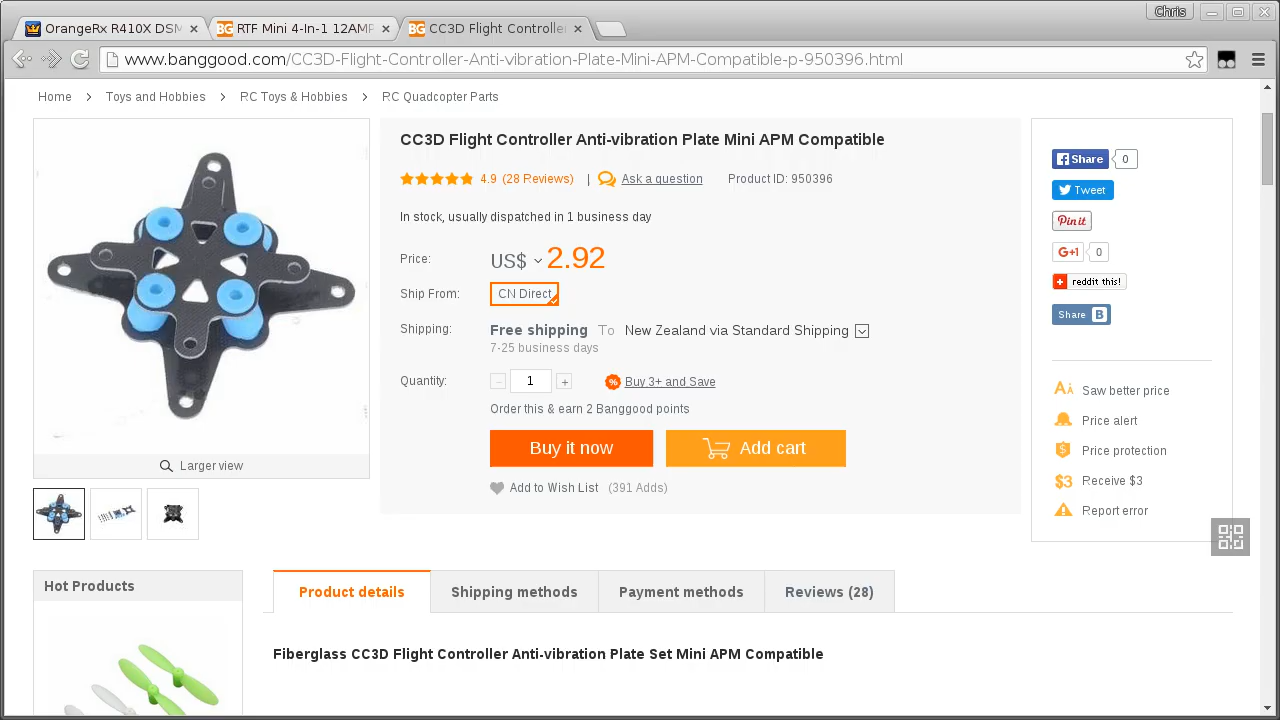 Chris
OrangeRx R410X DSM
RTF Mini 4-In-1 12AMP
CC3D Flight Controller
www.banggood.com/CC3D-Flight-Controller-Anti-vibration-Plate-Mini-APM-Compatible-p-950396.html
Home > Toys and Hobbies > RC Toys & Hobbies > RC Quadcopter Parts
CC3D Flight Controller Anti-vibration Plate Mini APM Compatible
4.9 (28 Reviews) | Ask a question Product ID: 950396
In stock, usually dispatched in 1 business day
Price: US$ 2.92
Ship From: CN Direct
Shipping: Free shipping To New Zealand via Standard Shipping
7-25 business days
Quantity: - 1 + % Buy 3+ and Save
Order this & earn 2 Banggood points
Buy it now Add cart
Add to Wish List (391 Adds)
Larger view
Share 0
Tweet
Pin it
G+1 0
reddit this!
Share B
Saw better price
Price alert
Price protection
$3 Receive $3
Report error
Hot Products
Product details Shipping methods Payment methods Reviews (28)
Fiberglass CC3D Flight Controller Anti-vibration Plate Set Mini APM Compatible